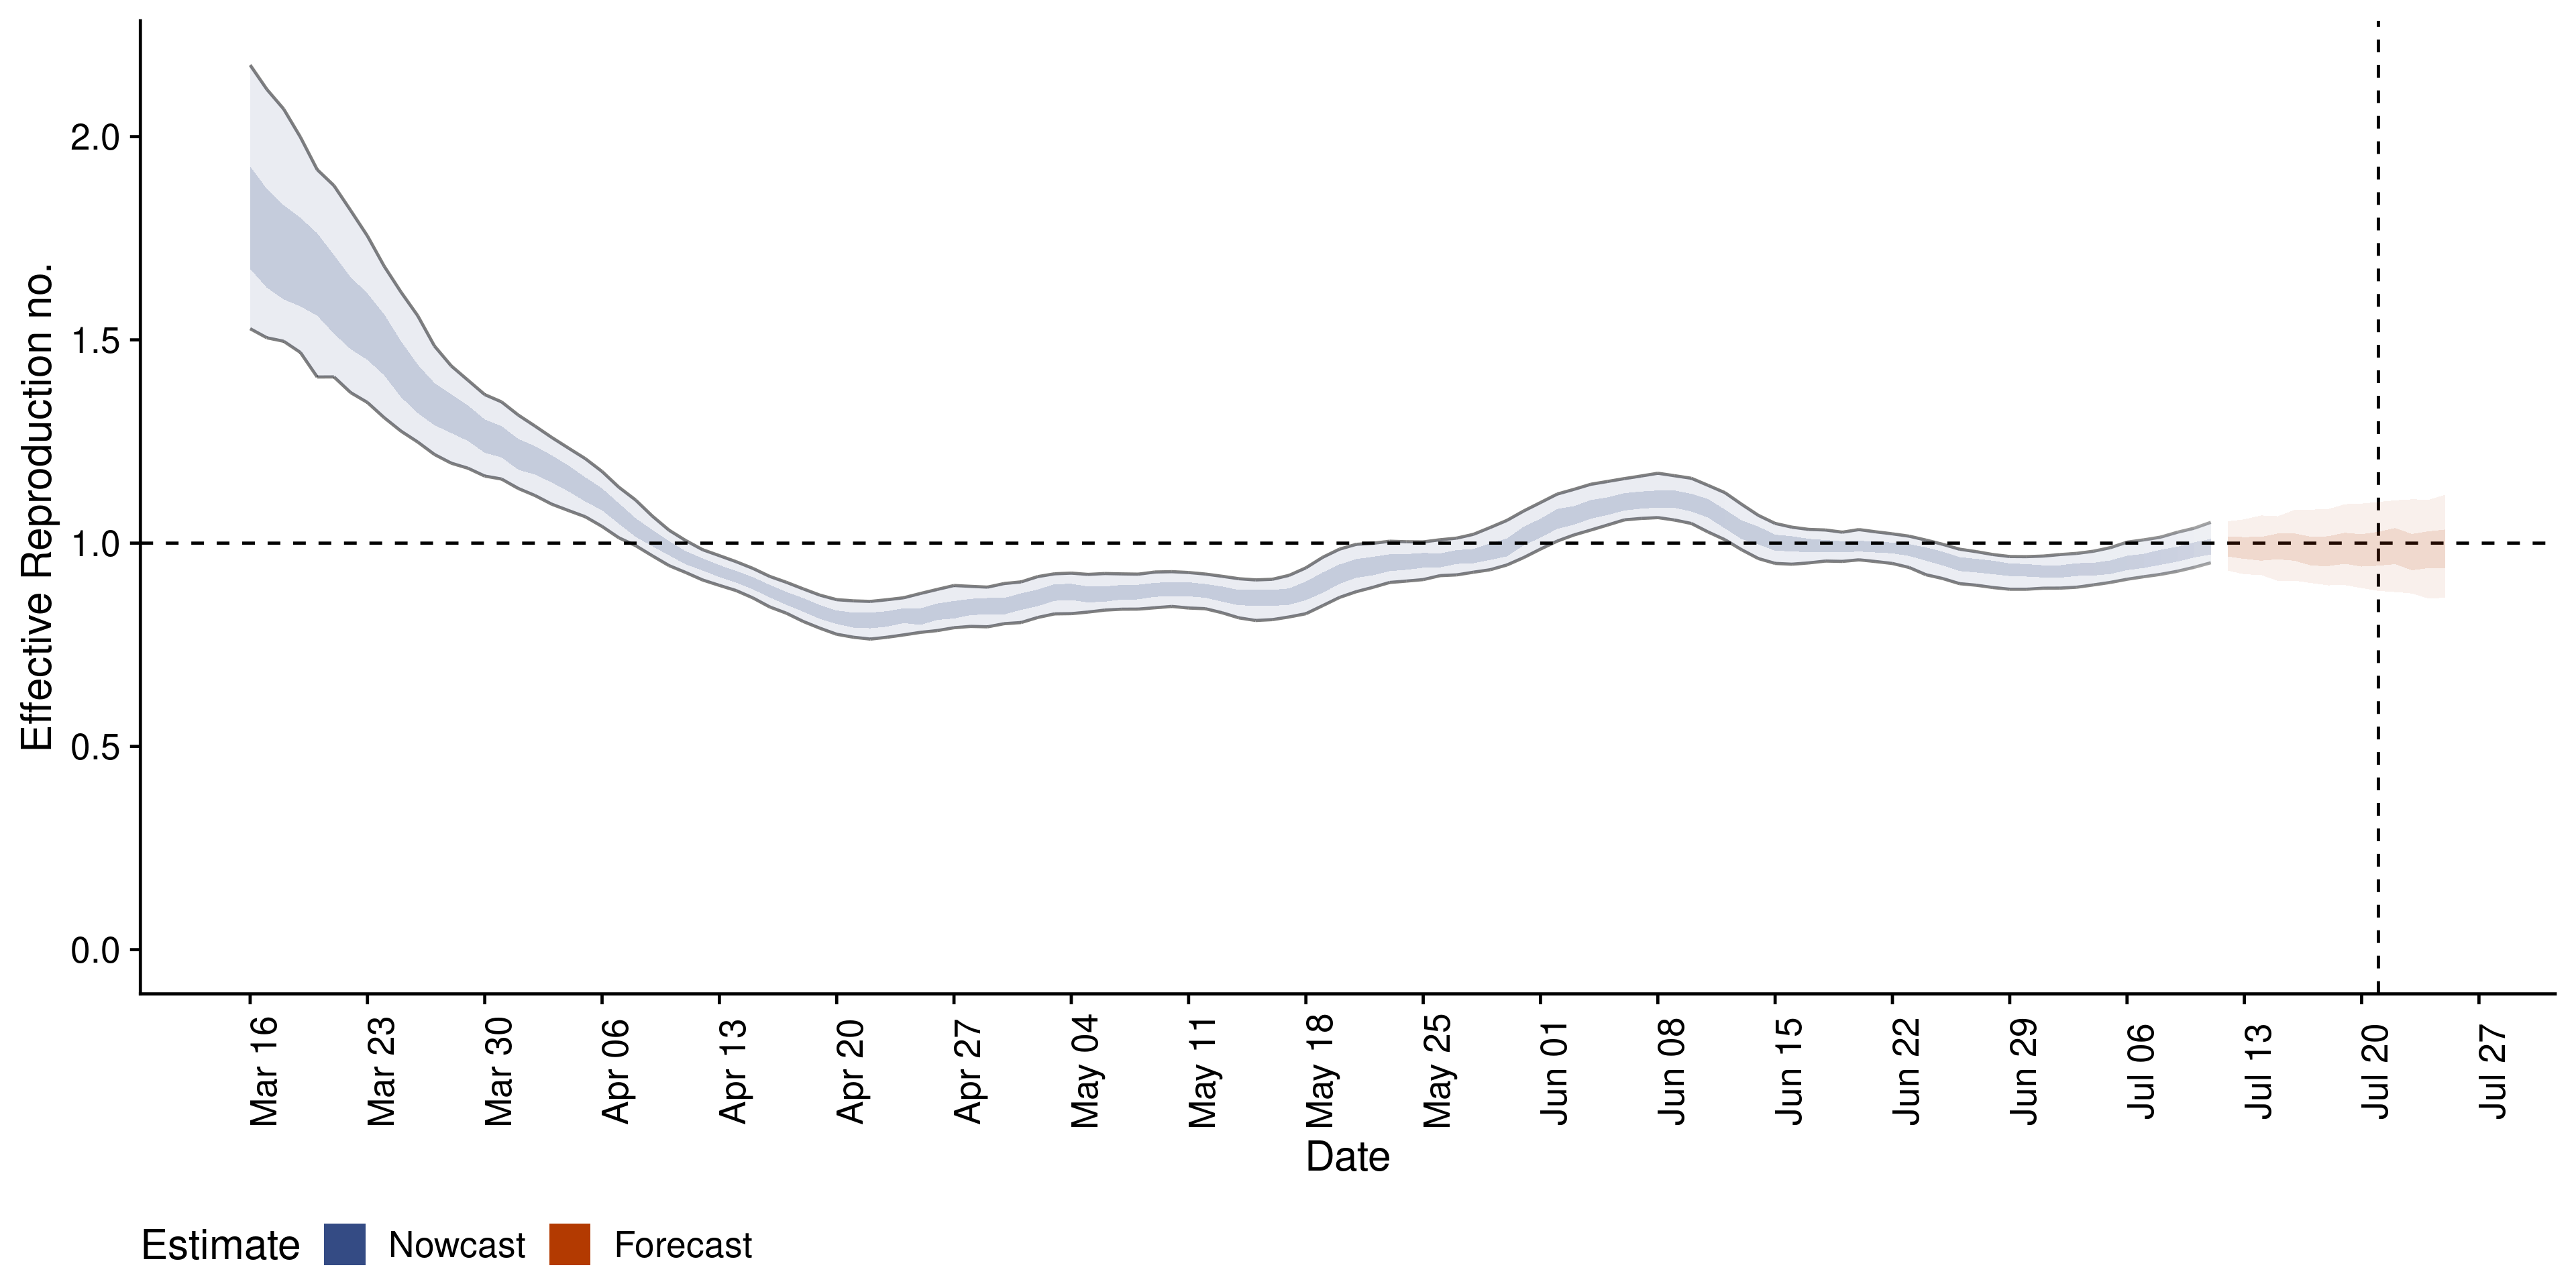 Effective Reproduction no.
2.0
1.5
1.0
0.5
0.0
Mar 16
Mar 23
Mar 30
Apr 06
Apr 13
Apr 20
Apr 27
May 04
May 11
May 18
May 25
Jun 01
Jun 08
Jun 15
Jun 22
Jun 29
Jul 06
Jul 13
Jul 20
Jul 27
Date
Estimate Nowcast Forecast